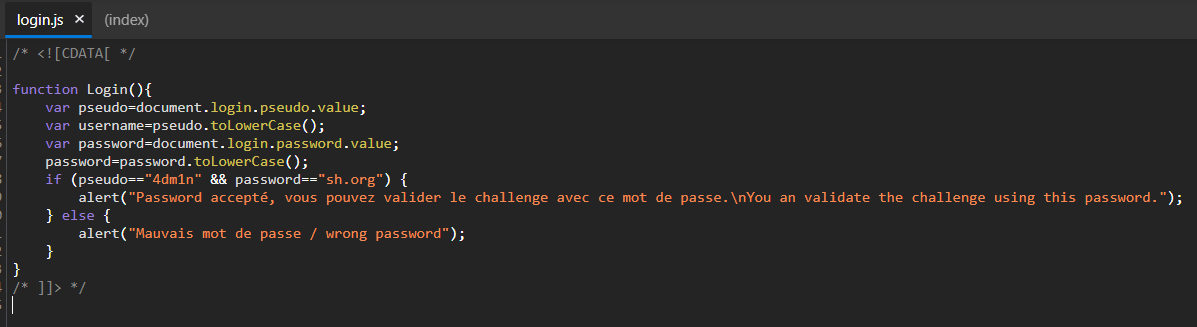 login.js × (index)
/* <![CDATA[ */
function Login(){
    var pseudo=document.login.pseudo.value;
    var username=pseudo.toLowerCase();
    var password=document.login.password.value;
    password=password.toLowerCase();
    if (pseudo=="4dm1n" && password=="sh.org") {
        alert("Password accepté, vous pouvez valider le challenge avec ce mot de passe.\nYou an validate the challenge using this password.");
    } else {
        alert("Mauvais mot de passe / wrong password");
    }
}
/* ]]> */